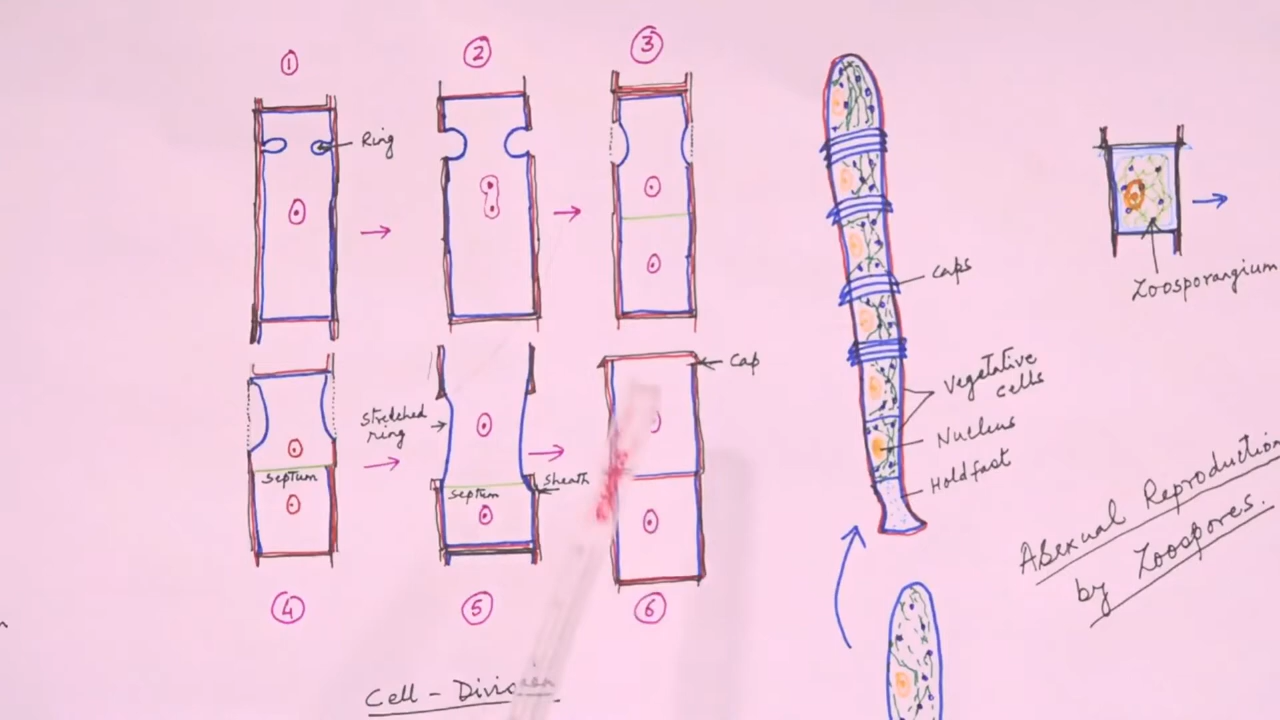 1
2
3
Ring
4
Septum
Stretched
ring
Septum
Sheath
5
Cap
6
Cell - Divi
Caps
Vegetative
cells
Nucleus
Holdfast
Zoosporangium
Asexual Reproduction
by Zoospores.